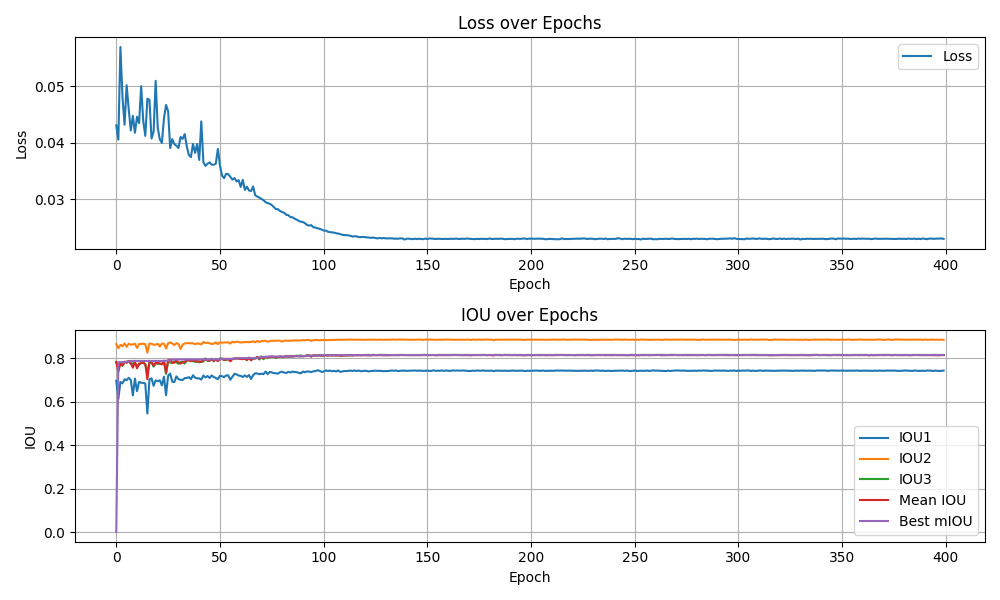 Loss over Epochs
Loss
0.05
0.04
0.03
Loss
0 50 100 150 200 250 300 350 400
Epoch
IOU over Epochs
0.8
0.6
0.4
0.2
0.0
IOU
IOU1
IOU2
IOU3
Mean IOU
Best mIOU
0 50 100 150 200 250 300 350 400
Epoch